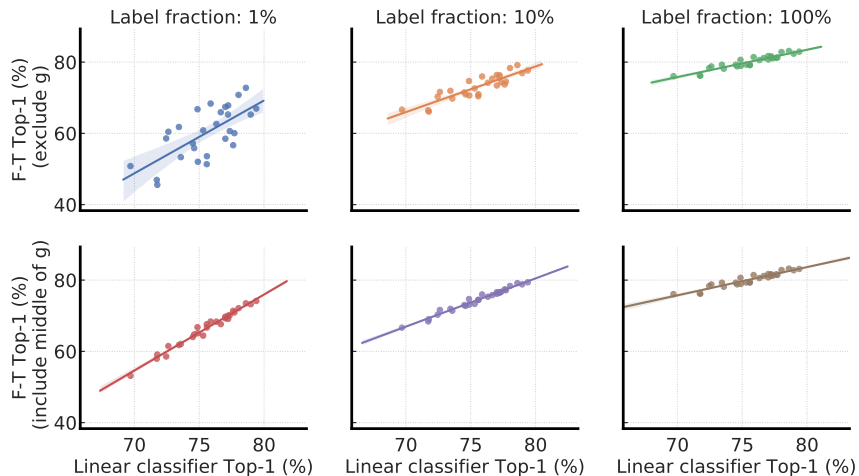 Label fraction: 1%
Label fraction: 10%
Label fraction: 100%
F-T Top-1 (%)
(exclude g)
80
60
40
F-T Top-1 (%)
(include middle of g)
80
60
40
70 75 80
70 75 80
70 75 80
Linear classifier Top-1 (%)
Linear classifier Top-1 (%)
Linear classifier Top-1 (%)